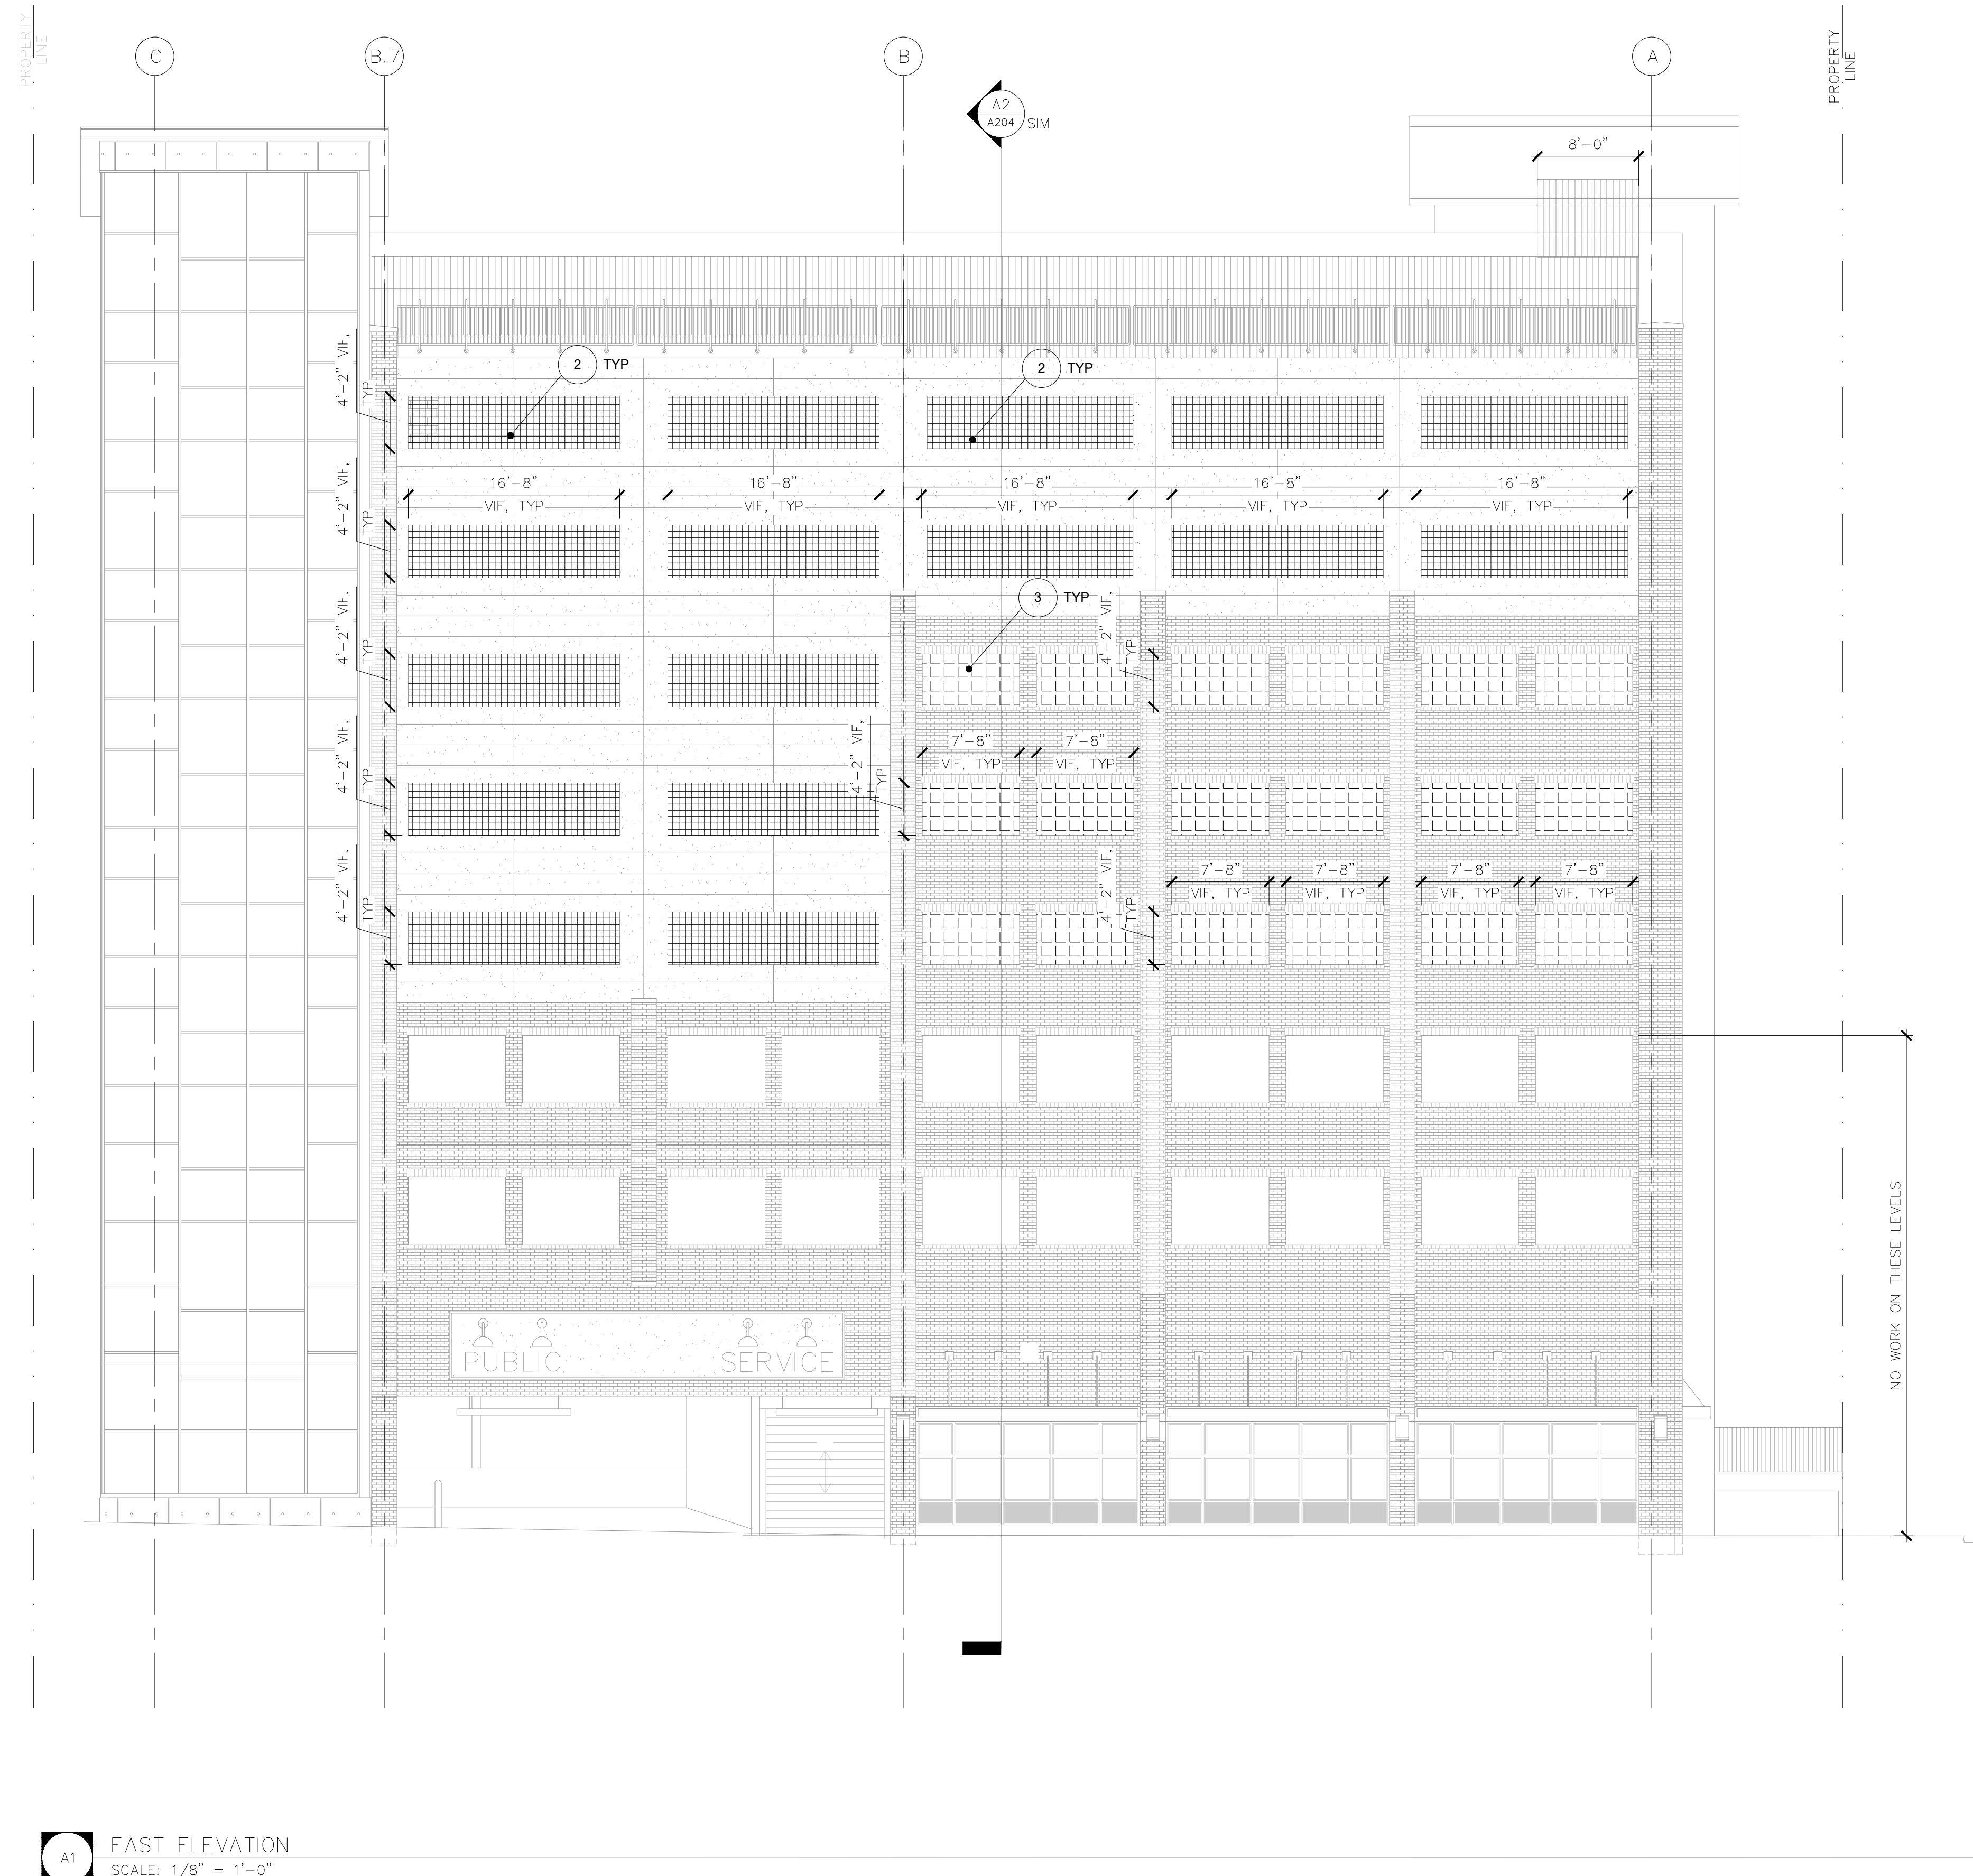 PROPERTY
LINE
C
B.7
B
A
PROPERTY
LINE
A2
A204
SIM
8'-0"
2
TYP
2
TYP
4'-2" VIF,
TYP
16'-8"
VIF, TYP
16'-8"
VIF, TYP
16'-8"
VIF, TYP
16'-8"
VIF, TYP
16'-8"
VIF, TYP
4'-2" VIF,
TYP
3
TYP
4'-2" VIF,
TYP
4'-2" VIF,
TYP
4'-2" VIF,
TYP
4'-2" VIF,
TYP
7'-8"
VIF, TYP
7'-8"
VIF, TYP
4'-2" VIF,
TYP
4'-2" VIF,
TYP
7'-8"
VIF, TYP
7'-8"
VIF, TYP
7'-8"
VIF, TYP
7'-8"
VIF, TYP
NO WORK ON THESE LEVELS
PUBLIC SERVICE
A1
EAST ELEVATION
SCALE: 1/8" = 1'-0"